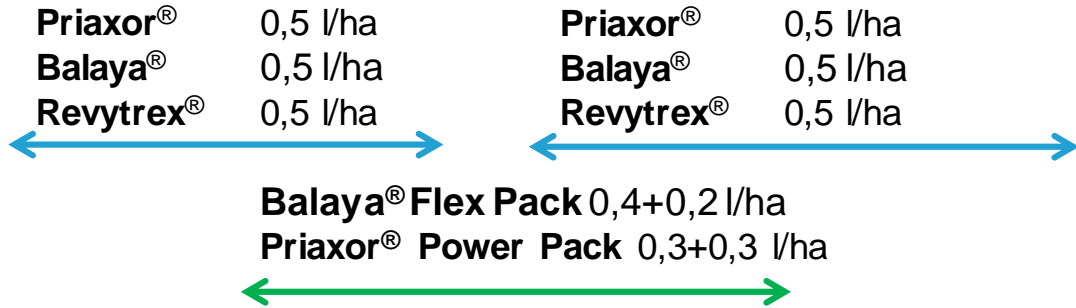 Priaxor® 0,5 l/ha
Balaya® 0,5 l/ha
Revytrex® 0,5 l/ha
Priaxor® 0,5 l/ha
Balaya® 0,5 l/ha
Revytrex® 0,5 l/ha
Balaya® Flex Pack 0,4+0,2 l/ha
Priaxor® Power Pack 0,3+0,3 l/ha